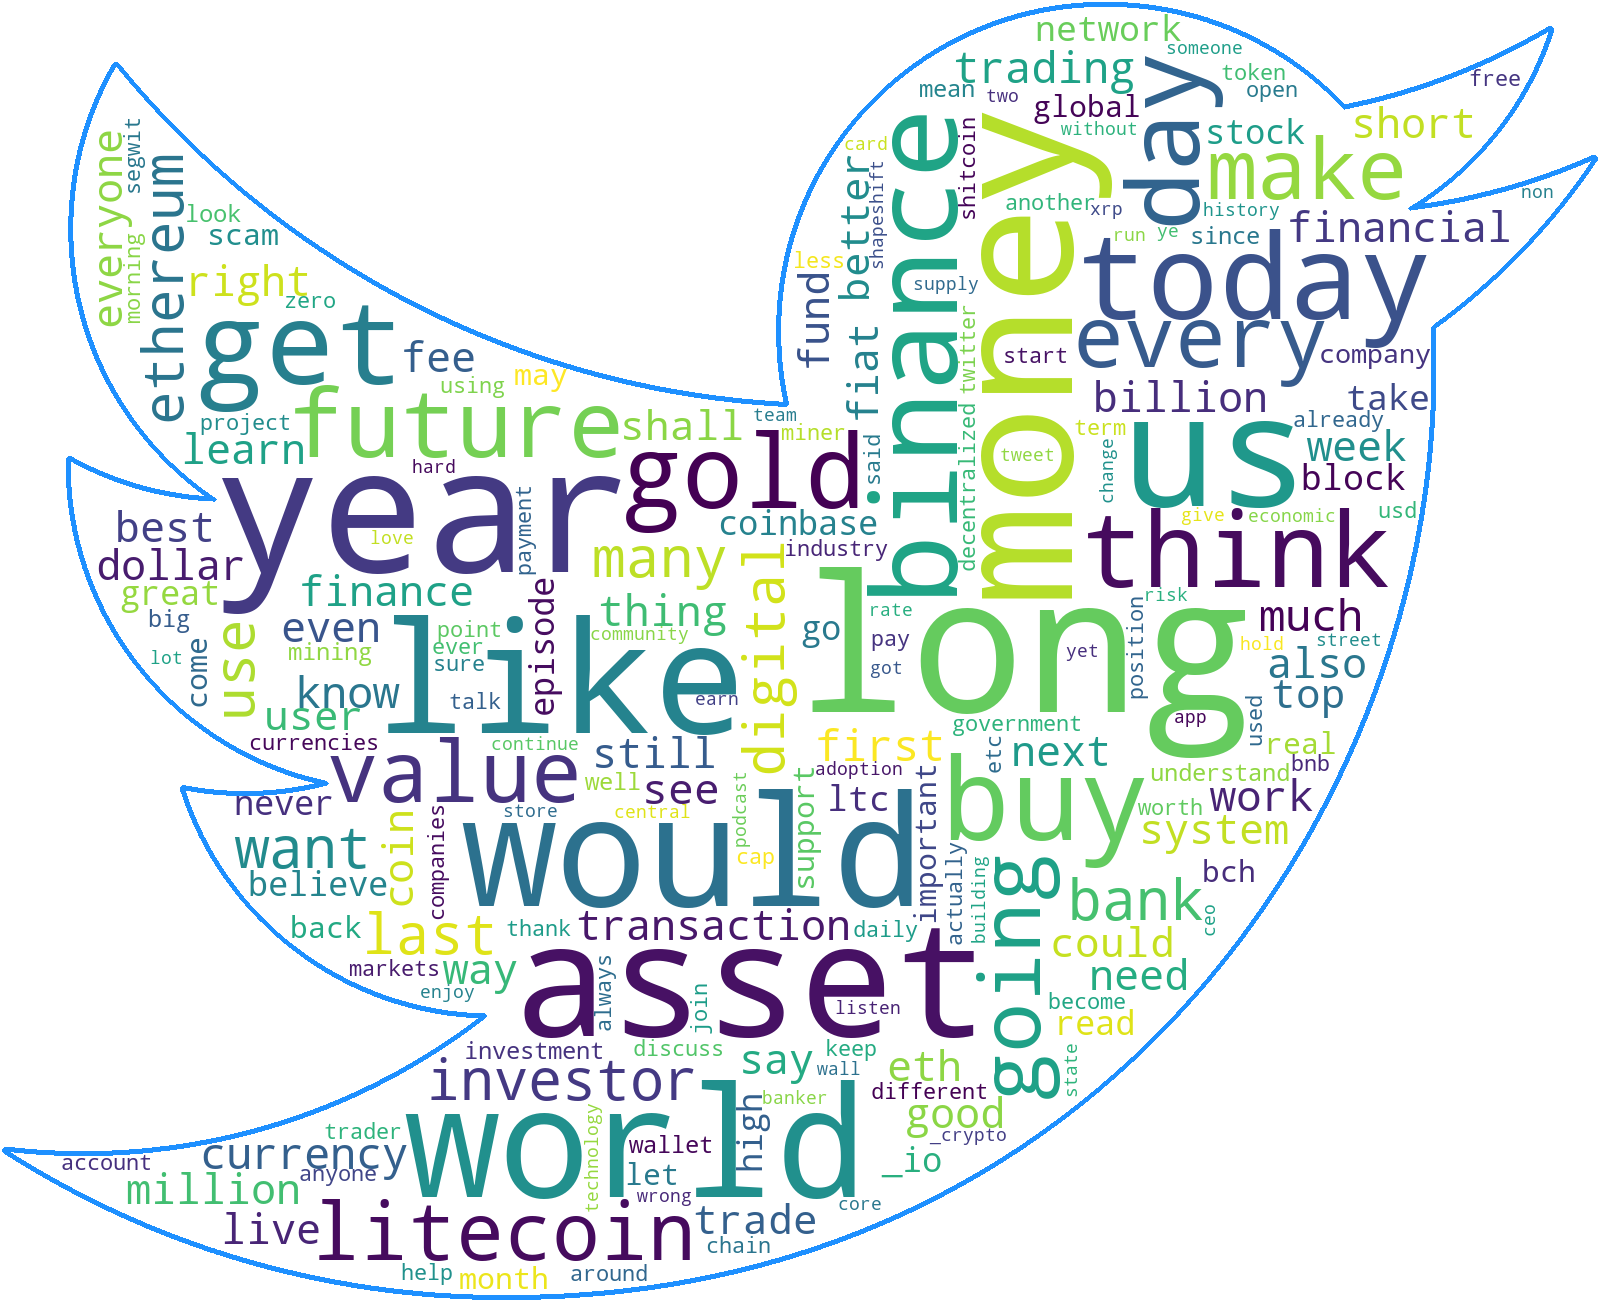 network
someone
trading
token
free
mean
two
open
global
day
money
binance
without
stock
short
make
card
better
shitcoin
shapeshift
another
xrp
history
non
everyone
segwit
ethereum
look
scam
morning
run
ye
since
financial
right
zero
less
fund
supply
today
get
fee
using
may
fiat
decentralized
twitter
start
every
company
project
future
shall
team
miner
billion
take
learn
hard
gold
said
tweet
term
already
us
week
change
block
year
best
payment
love
coinbase
many
industry
give
economic
usd
think
dollar
great
finance
episode
thing
digital
long
rate
risk
big
use
even
point
community
go
pay
much
hold
street
mining
ever
like
lot
come
sure
got
yet
position
also
know
talk
earn
app
top
user
government
used
currencies
continue
still
first
etc
next
real
value
well
see
adoption
understand
bnb
never
store
central
podcast
support
ltc
important
buy
worth
work
coin
companies
would
want
cap
system
believe
actually
building
going
bank
bch
back
last
thank
transaction
daily
could
ceo
markets
way
asset
need
enjoy
always
join
listen
become
read
investment
discuss
say
keep
wall
eth
state
investor
world
high
banker
different
good
technology
trader
wallet
_crypto
account
currency
anyone
let
_io
million
wrong
core
live
litecoin
trade
chain
help
month
around